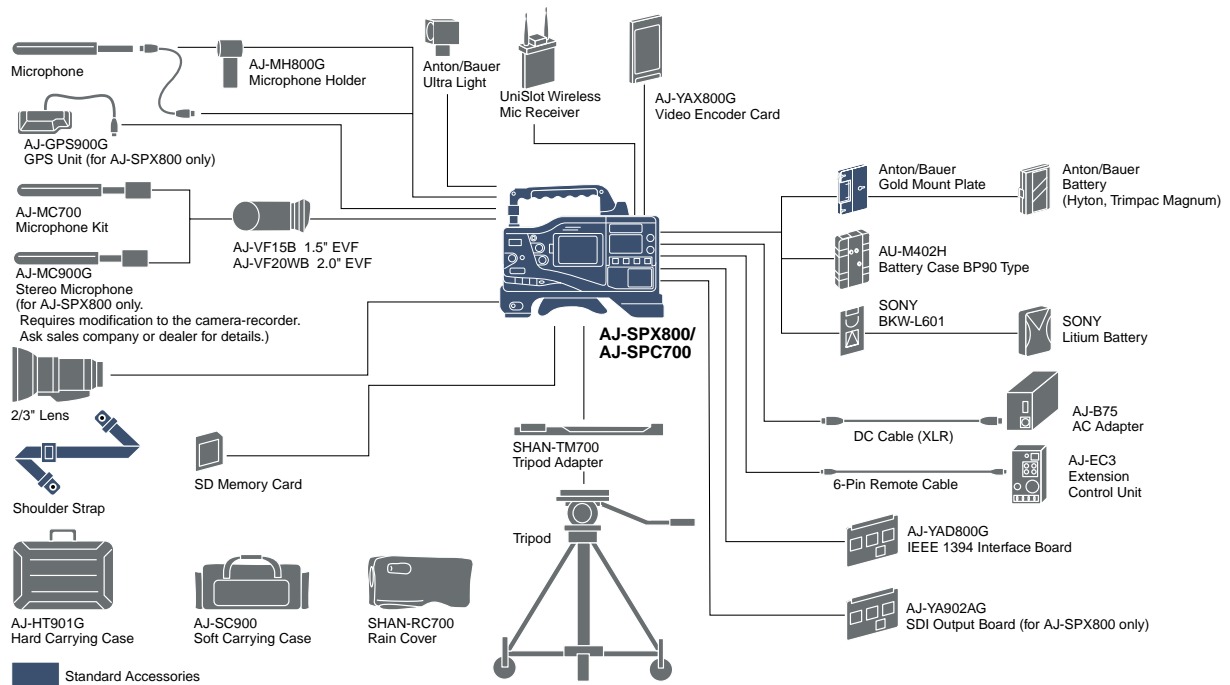 Microphone
AJ-MH800G
Microphone Holder
Anton/Bauer
Ultra Light
UniSlot Wireless
Mic Receiver
AJ-YAX800G
Video Encoder Card
AJ-GPS900G
GPS Unit (for AJ-SPX800 only)
AJ-MC700
Microphone Kit
AJ-VF15B 1.5" EVF
AJ-VF20WB 2.0" EVF
AJ-MC900G
Stereo Microphone
(for AJ-SPX800 only.
Requires modification to the camera-recorder.
Ask sales company or dealer for details.)
Anton/Bauer
Gold Mount Plate
Anton/Bauer
Battery
(Hyton, Trimpac Magnum)
AU-M402H
Battery Case BP90 Type
SONY
BKW-L601
SONY
Litium Battery
AJ-SPX800/
AJ-SPC700
2/3" Lens
DC Cable (XLR)
AJ-B75
AC Adapter
SHAN-TM700
Tripod Adapter
SD Memory Card
6-Pin Remote Cable
AJ-EC3
Extension
Control Unit
Shoulder Strap
Tripod
AJ-YAD800G
IEEE 1394 Interface Board
AJ-HT901G
Hard Carrying Case
AJ-SC900
Soft Carrying Case
SHAN-RC700
Rain Cover
AJ-YA902AG
SDI Output Board (for AJ-SPX800 only)
Standard Accessories